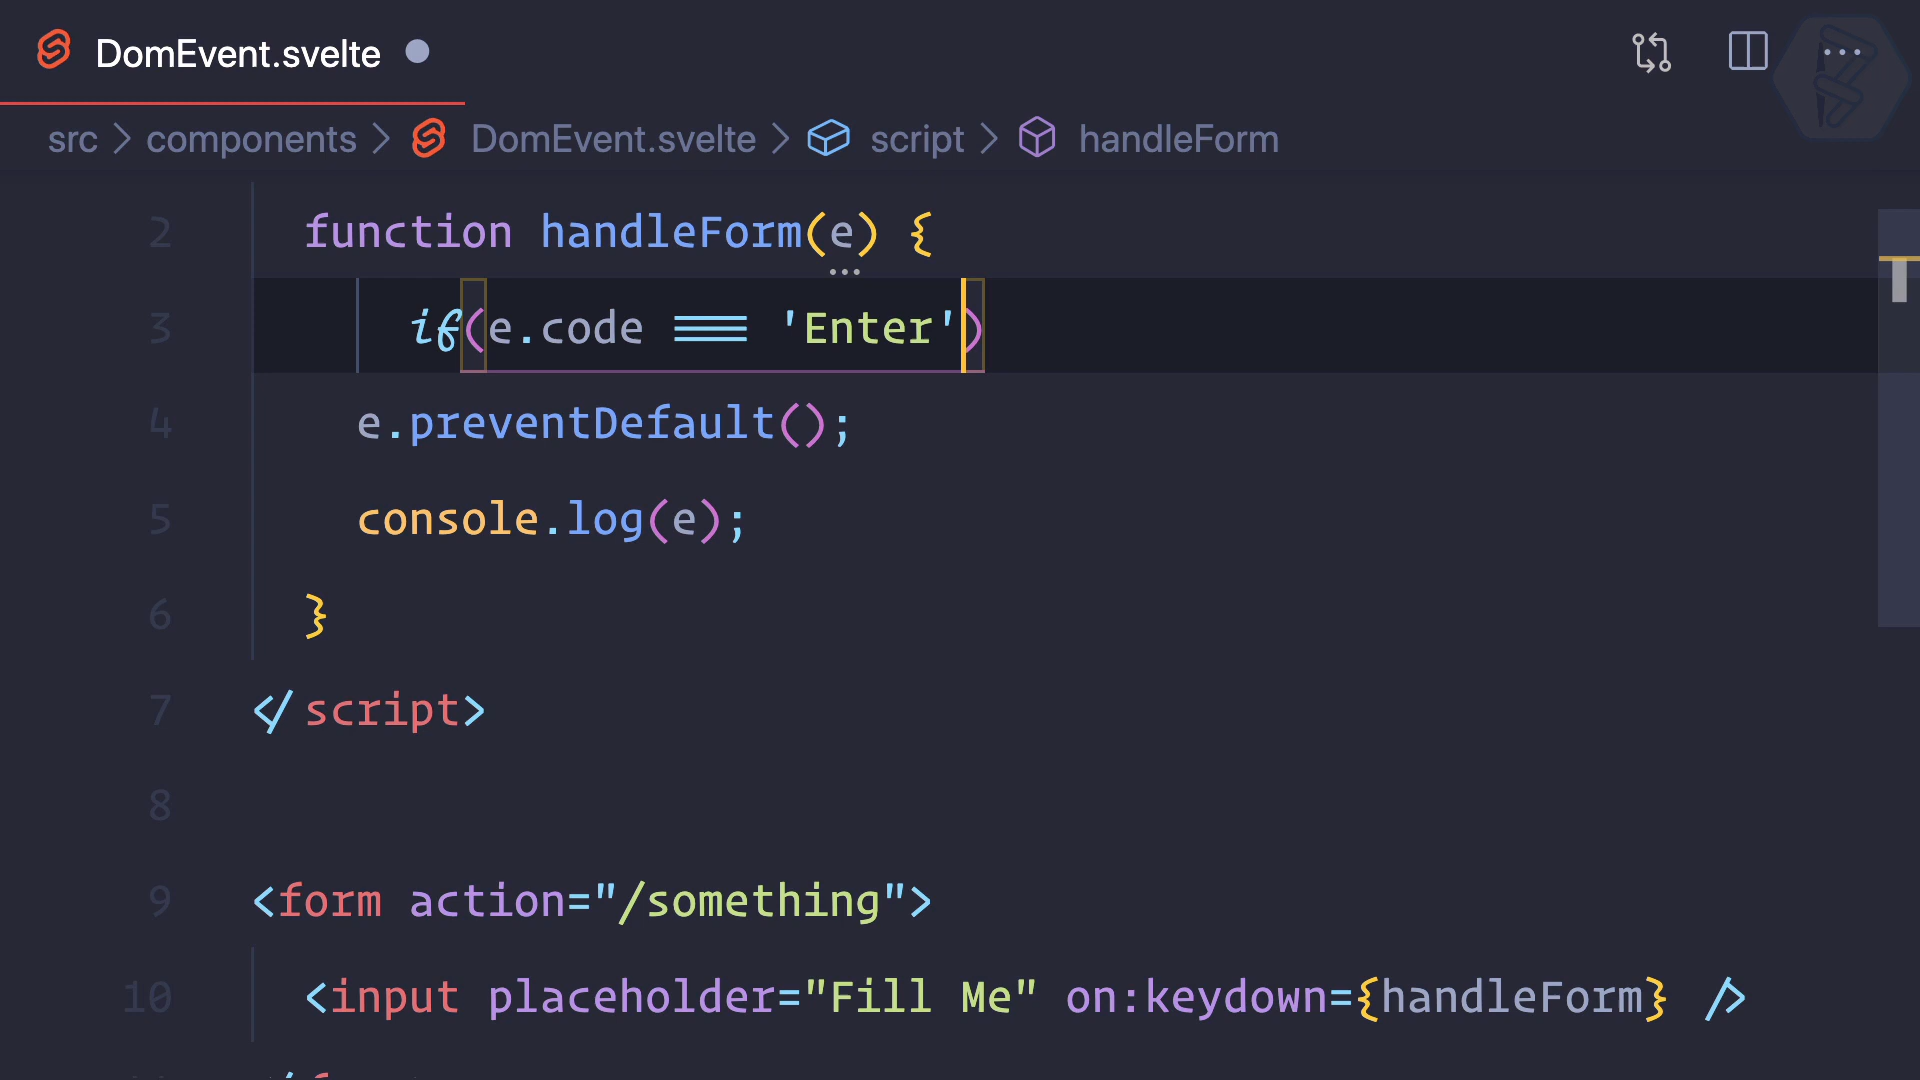 DomEvent.svelte
src > components > DomEvent.svelte > script > handleForm
2 function handleForm(e) {
3 if(e.code === 'Enter')
4 e.preventDefault();
5 console.log(e);
6 }
7 </script>
8
9 <form action="/something">
10 <input placeholder="Fill Me" on:keydown={handleForm} />